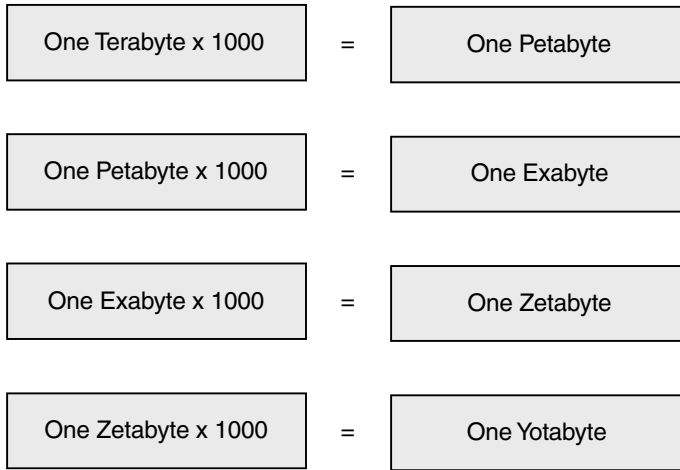 One Terabyte x 1000 = One Petabyte
One Petabyte x 1000 = One Exabyte
One Exabyte x 1000 = One Zetabyte
One Zetabyte x 1000 = One Yotabyte